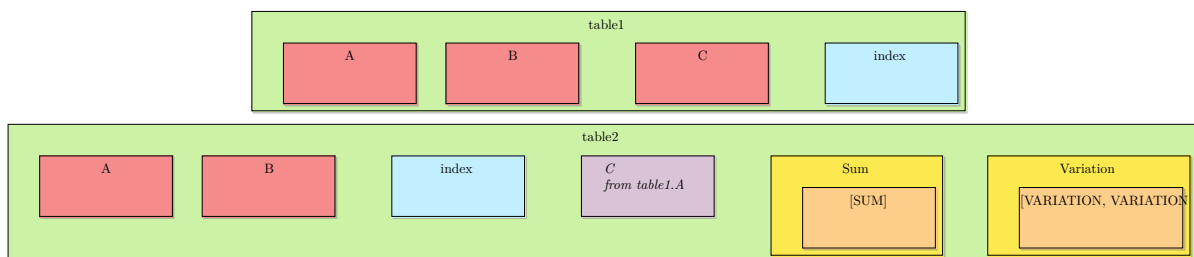 table1
A
B
C
index
table2
A
B
index
C
from table1.A
Sum
[SUM]
Variation
[VARIATION, VARIATION